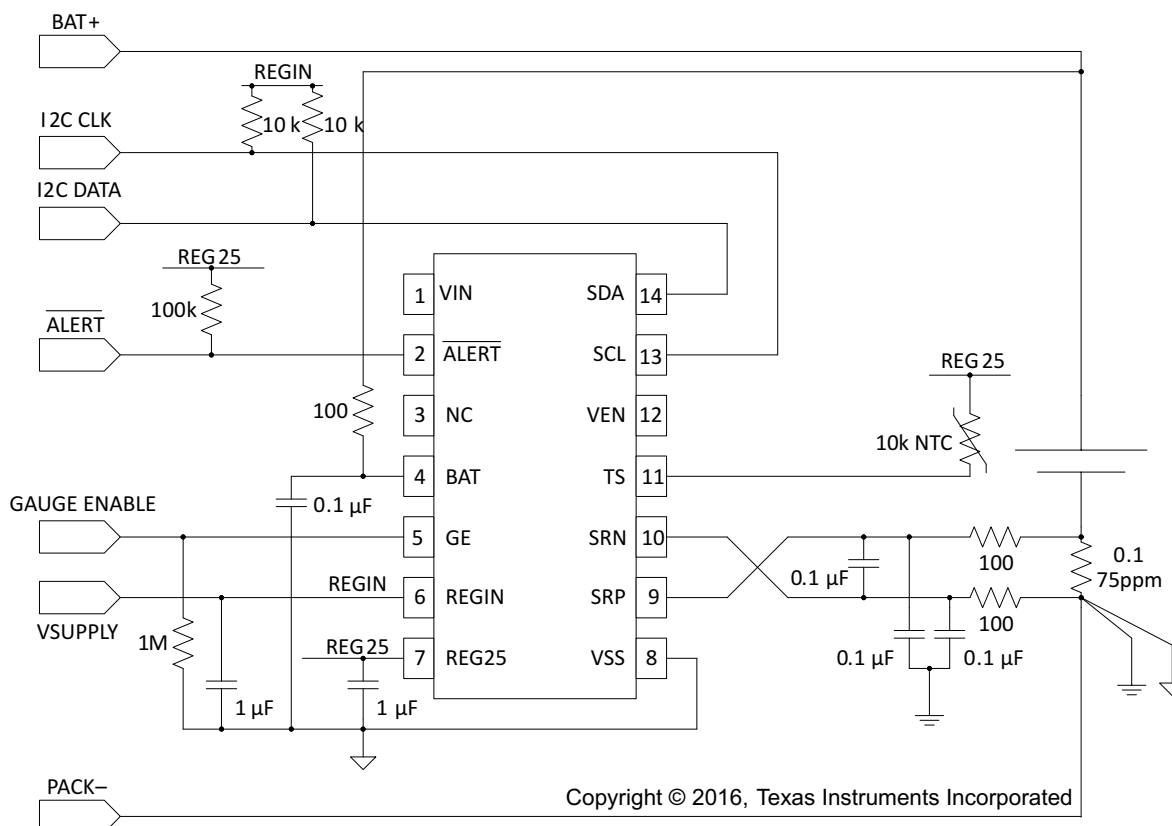 BAT+
REGIN
10 k
10 k
I2C CLK
I2C DATA
REG25
100k
ALERT
1
VIN
SDA
14
2
ALERT
SCL
13
REG25
100
3
NC
VEN
12
10k NTC
4
BAT
TS
11
0.1 µF
GAUGE ENABLE
5
GE
SRN
10
0.1 µF
100
0.1
75ppm
REGIN
6
REGIN
SRP
9
VSUPPLY
100
1M
REG25
7
REG25
VSS
8
0.1 µF
0.1 µF
1 µF
1 µF
PACK–
Copyright © 2016, Texas Instruments Incorporated